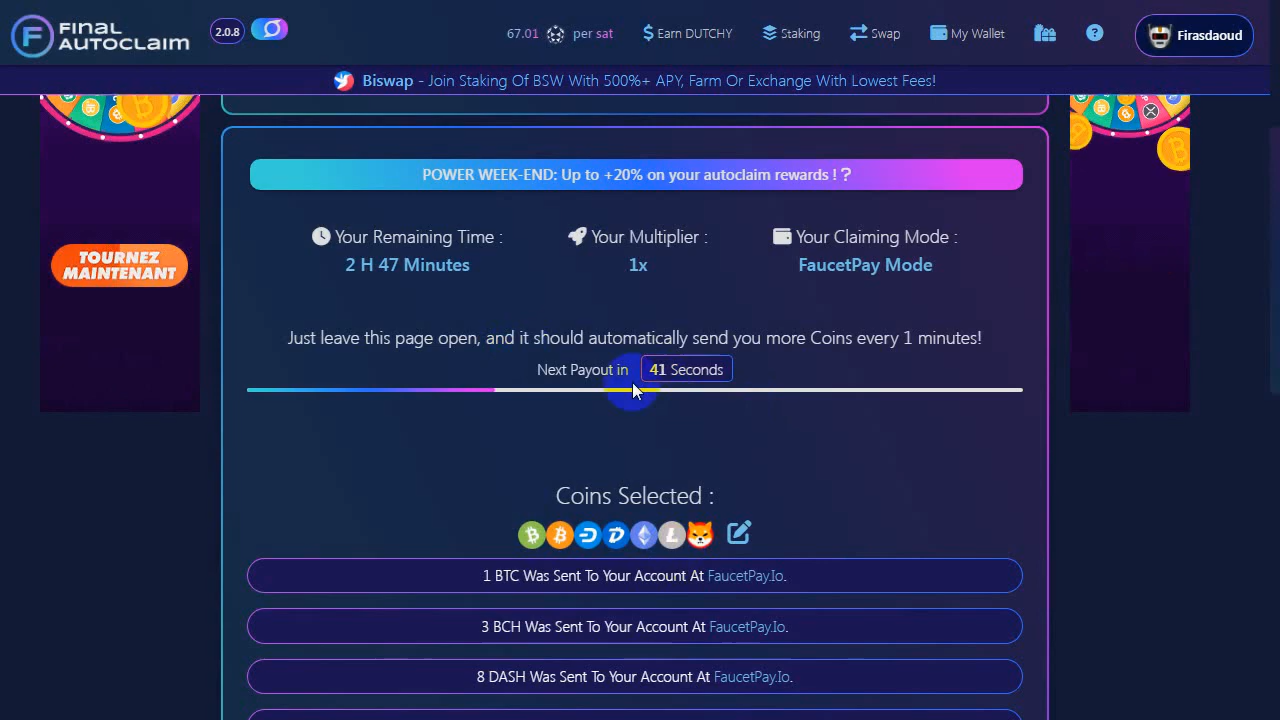 FINAL
AUTOCLAIM
2.0.8
67.01 per sat
Earn DUTCHY
Staking
Swap
My Wallet
Firasdaoud
Biswap - Join Staking Of BSW With 500%+ APY, Farm Or Exchange With Lowest Fees!
POWER WEEK-END: Up to +20% on your autoclaim rewards ! ?
Your Remaining Time :
2 H 47 Minutes
Your Multiplier :
1x
Your Claiming Mode :
FaucetPay Mode
TOURNEZ
MAINTENANT
Just leave this page open, and it should automatically send you more Coins every 1 minutes!
Next Payout in 41 Seconds
Coins Selected :
1 BTC Was Sent To Your Account At FaucetPay.Io.
3 BCH Was Sent To Your Account At FaucetPay.Io.
8 DASH Was Sent To Your Account At FaucetPay.Io.